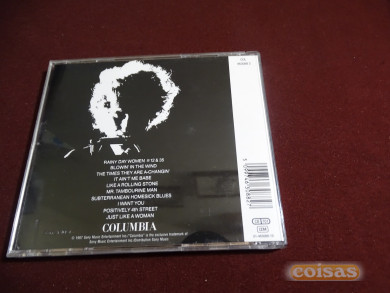 RAINY DAY WOMEN # 12 & 35
BLOWIN' IN THE WIND
THE TIMES THEY ARE A-CHANGIN'
IT AIN'T ME BABE
LIKE A ROLLING STONE
MR. TAMBOURINE MAN
SUBTERRANEAN HOMESICK BLUES
I WANT YOU
POSITIVELY 4th STREET
JUST LIKE A WOMAN
COLUMBIA
coisas